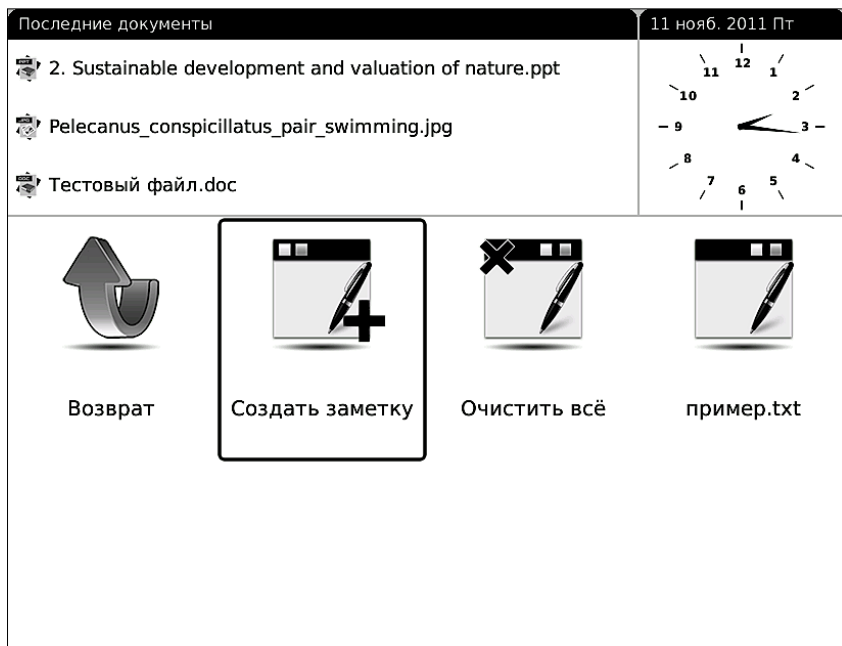 Последние документы
11 нояб. 2011 Пт
2. Sustainable development and valuation of nature.ppt
Pelecanus_conspicillatus_pair_swimming.jpg
Тестовый файл.doc
12
1
2
3
4
5
6
7
8
9
10
11
Возврат
Создать заметку
Очистить всё
пример.txt